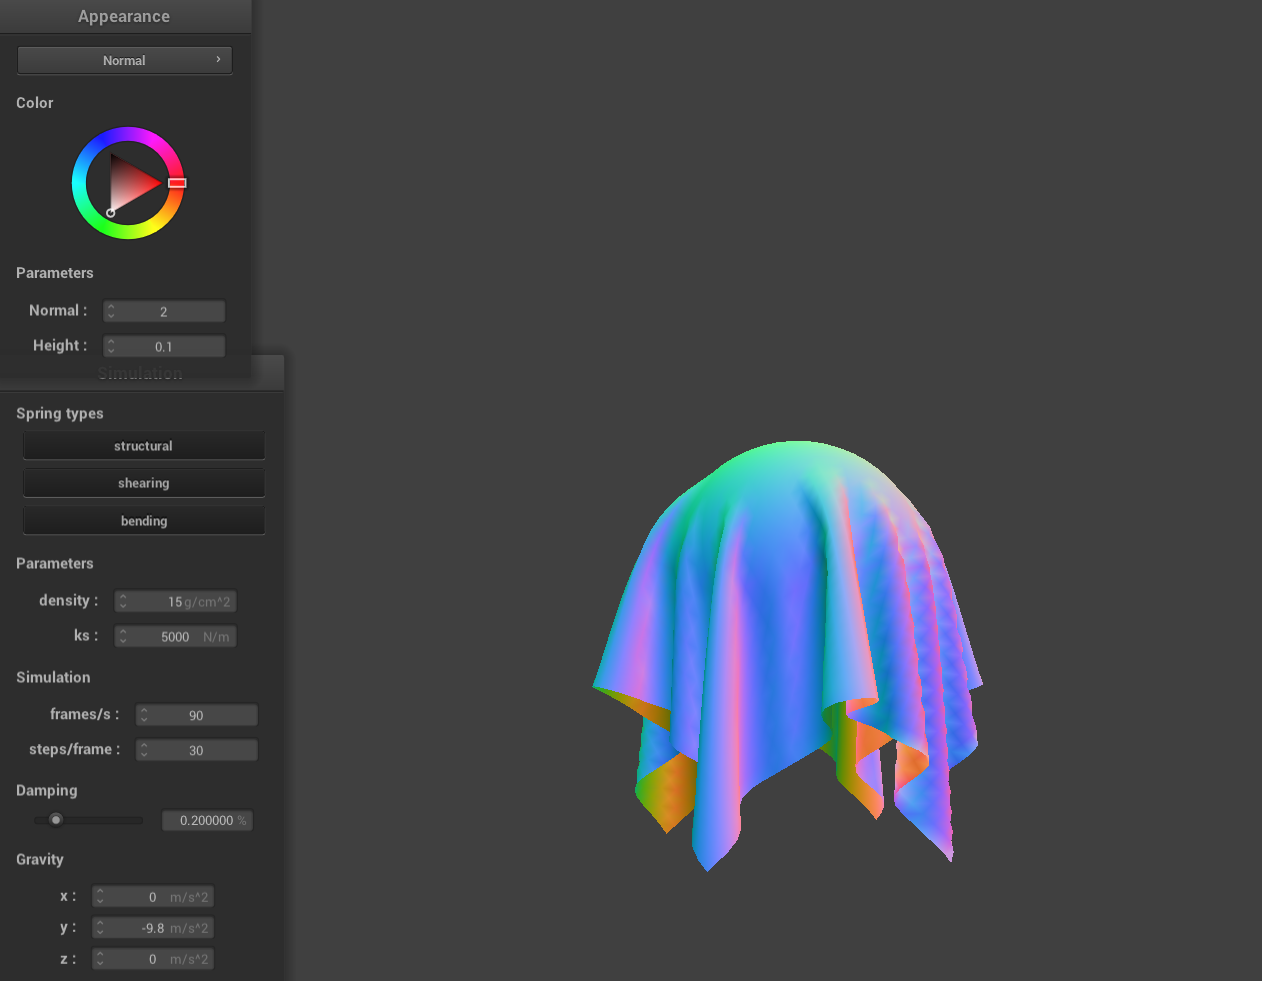 Appearance
Normal
Color
Parameters
Normal : 2
Height : 0.1
Simulation
Spring types
structural
shearing
bending
Parameters
density : 15 g/cm^2
ks : 5000 N/m
Simulation
frames/s : 90
steps/frame : 30
Damping
0.200000 %
Gravity
x : 0 m/s^2
y : -9.8 m/s^2
z : 0 m/s^2